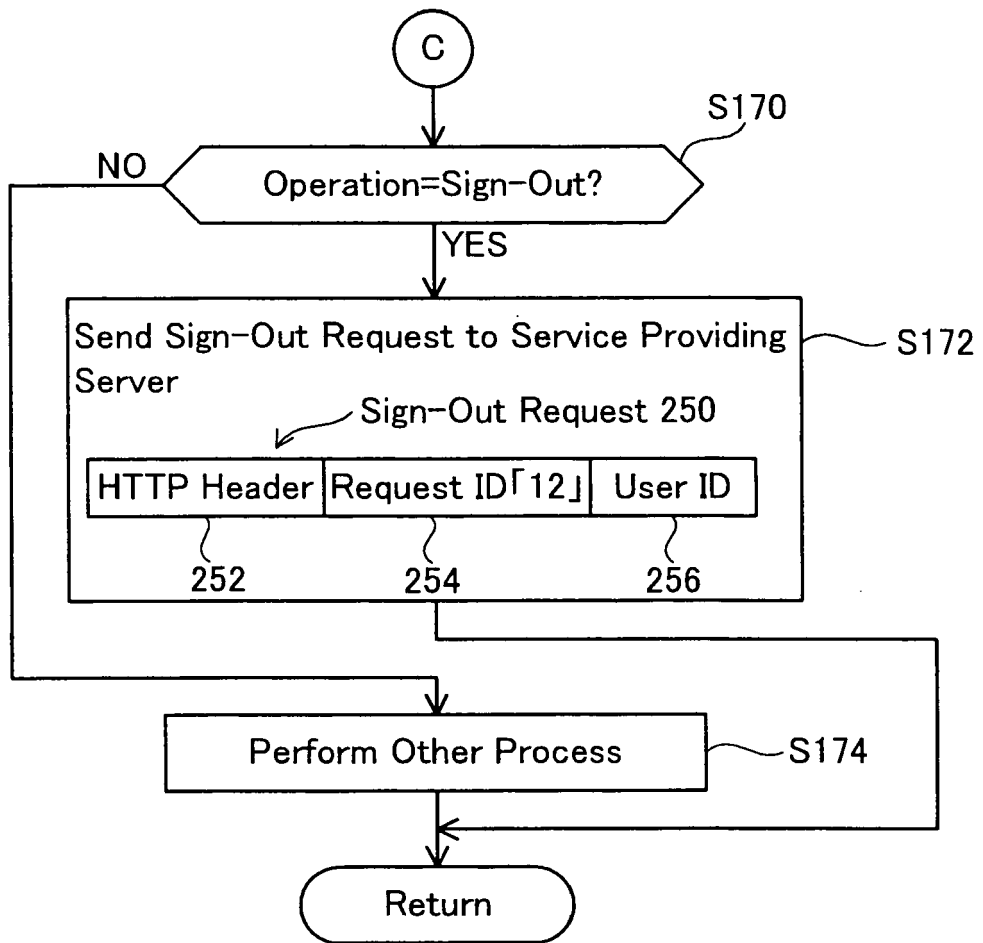 C
S170
NO
Operation=Sign-Out?
YES
Send Sign-Out Request to Service Providing
Server
S172
Sign-Out Request 250
HTTP Header Request ID「12」 User ID
252 254 256
Perform Other Process
S174
Return